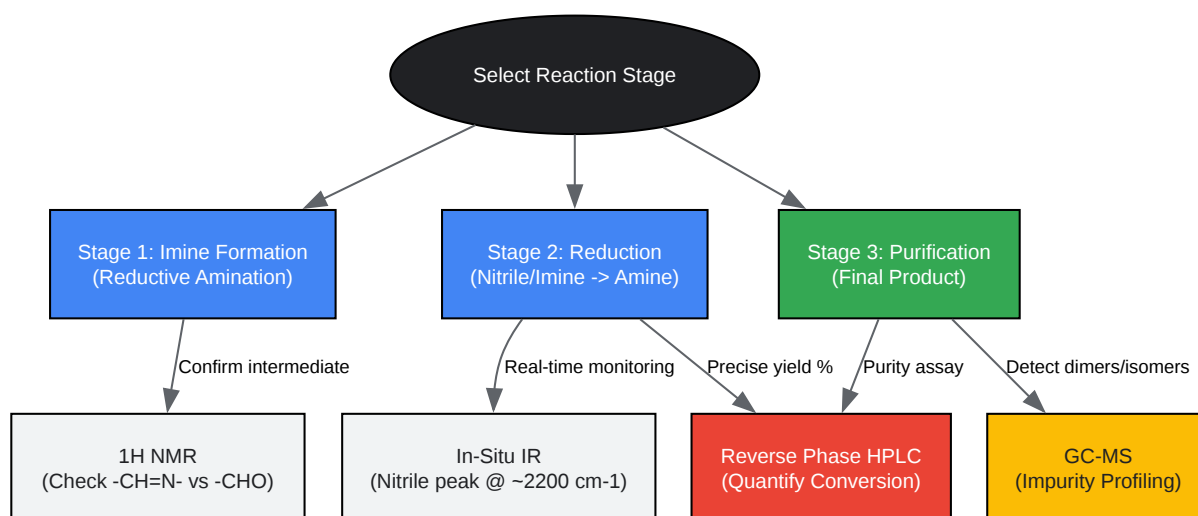 Select Reaction Stage
Stage 1: Imine Formation
(Reductive Amination)
Stage 2: Reduction
(Nitrile/Imine -> Amine)
Stage 3: Purification
(Final Product)
Confirm intermediate
Real-time monitoring
Precise yield %
Purity assay
Detect dimers/isomers
1H NMR
(Check -CH=N- vs -CHO)
In-Situ IR
(Nitrile peak @ ~2200 cm-1)
Reverse Phase HPLC
(Quantify Conversion)
GC-MS
(Impurity Profiling)